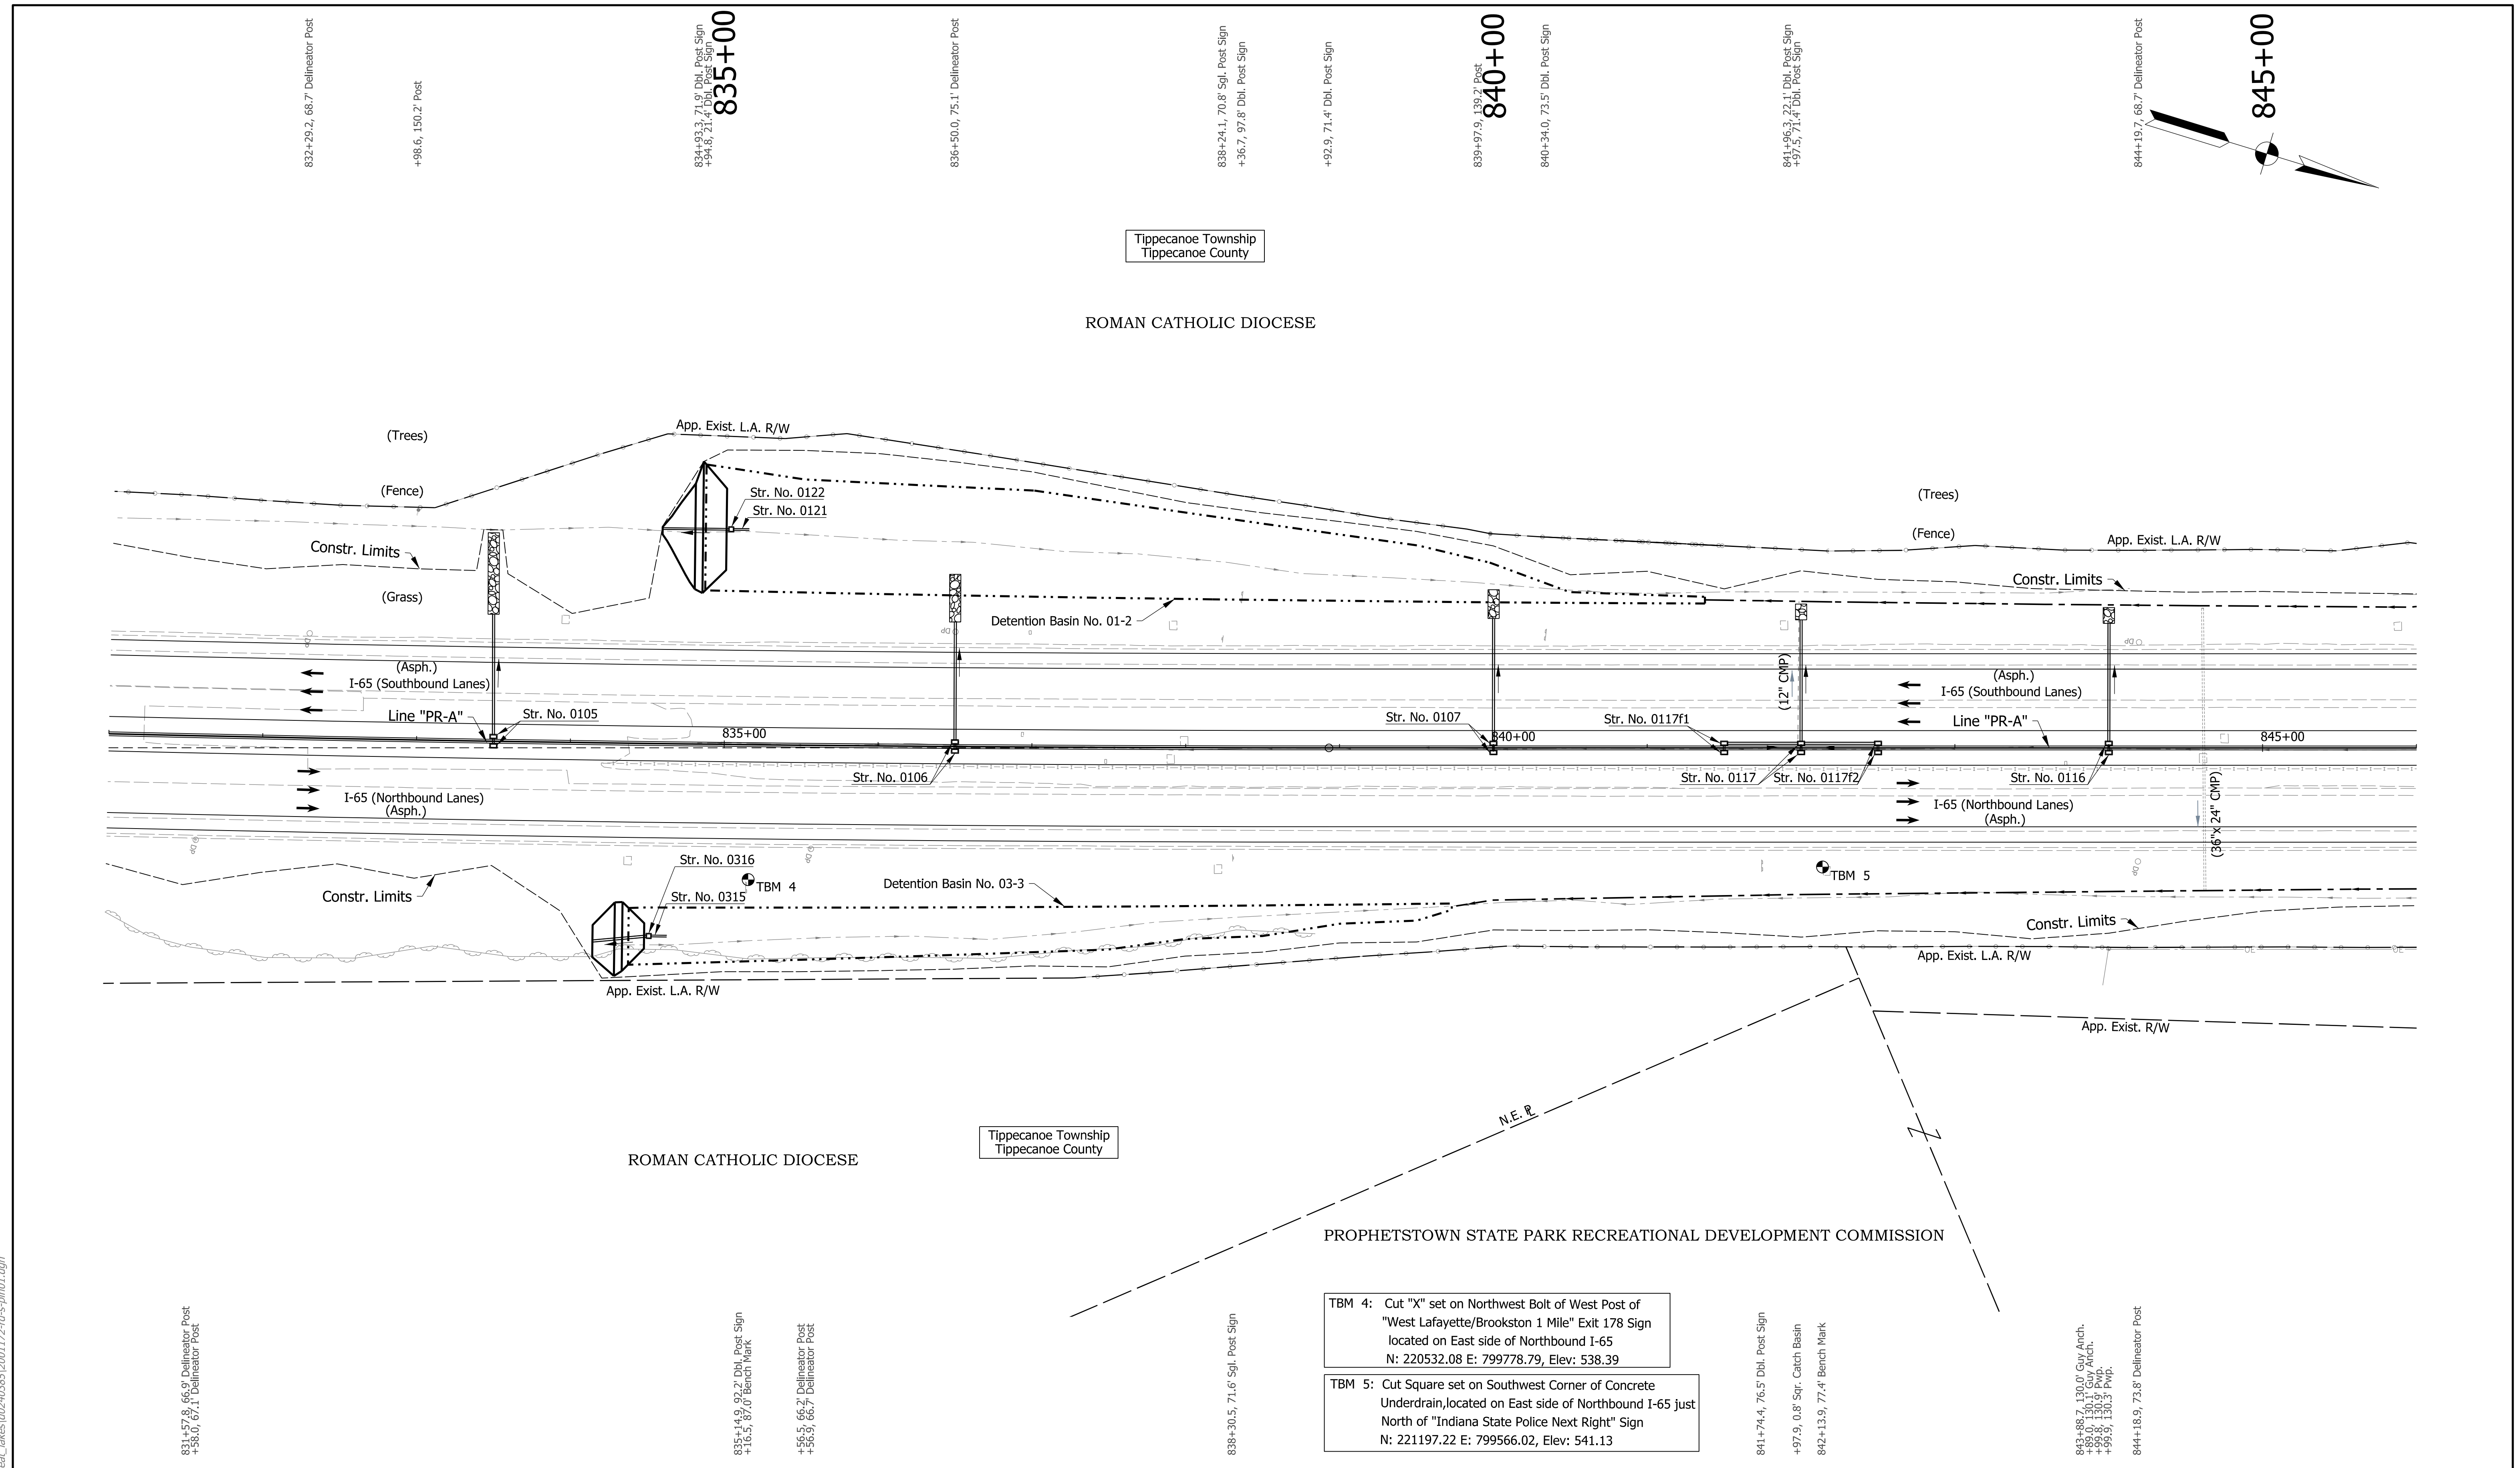 832+29.2, 68.7' Delineator Post
+98.6, 150.2' Post
834+93.3, 71.9' Dbl. Post Sign
+94.8, 21.4' Dbl. Post Sign
835+00
836+50.0, 75.1' Delineator Post
838+24.1, 70.8' Sgl. Post Sign
+36.7, 97.8' Dbl. Post Sign
+92.9, 71.4' Dbl. Post Sign
839+97.9, 139.2' Post
840+00
840+34.0, 73.5' Dbl. Post Sign
841+96.3, 22.1' Dbl. Post Sign
+97.5, 71.4' Dbl. Post Sign
844+19.7, 68.7' Delineator Post
845+00
Tippecanoe Township
Tippecanoe County
ROMAN CATHOLIC DIOCESE
App. Exist. L.A. R/W
(Trees)
(Fence)
Str. No. 0122
Str. No. 0121
(Trees)
(Fence)
App. Exist. L.A. R/W
Constr. Limits
Constr. Limits
(Grass)
Detention Basin No. 01-2
DP
DP
DP
(Asph.)
I-65 (Southbound Lanes)
(12" CMP)
(Asph.)
I-65 (Southbound Lanes)
Line "PR-A"
Str. No. 0105
835+00
Str. No. 0107
840+00
Str. No. 0117f1
Line "PR-A"
845+00
Str. No. 0106
Str. No. 0117
Str. No. 0117f2
Str. No. 0116
I-65 (Northbound Lanes)
(Asph.)
I-65 (Northbound Lanes)
(Asph.)
(36"x 24" CMP)
DP
DP
DP
Str. No. 0316
TBM 4
Str. No. 0315
Detention Basin No. 03-3
TBM 5
Constr. Limits
Constr. Limits
App. Exist. L.A. R/W
App. Exist. L.A. R/W
OE
OE
App. Exist. R/W
N.E. PL
Tippecanoe Township
Tippecanoe County
ROMAN CATHOLIC DIOCESE
PROPHETSTOWN STATE PARK RECREATIONAL DEVELOPMENT COMMISSION
TBM 4: Cut "X" set on Northwest Bolt of West Post of
"West Lafayette/Brookston 1 Mile" Exit 178 Sign
located on East side of Northbound I-65
N: 220532.08 E: 799778.79, Elev: 538.39
TBM 5: Cut Square set on Southwest Corner of Concrete
Underdrain,located on East side of Northbound I-65 just
North of "Indiana State Police Next Right" Sign
N: 221197.22 E: 799566.02, Elev: 541.13
831+57.8, 66.9' Delineator Post
+58.0, 67.1' Delineator Post
835+14.9, 92.2' Dbl. Post Sign
+16.5, 87.0' Bench Mark
+56.5, 66.2' Delineator Post
+56.9, 66.7' Delineator Post
838+30.5, 71.6' Sgl. Post Sign
841+74.4, 76.5' Dbl. Post Sign
+97.9, 0.8' Sqr. Catch Basin
842+13.9, 77.4' Bench Mark
843+88.7, 130.0' Guy Anch.
+89.0, 130.1' Guy Anch.
+99.8, 130.9' Pwp.
+99.9, 130.3' Pwp.
844+18.9, 73.8' Delineator Post